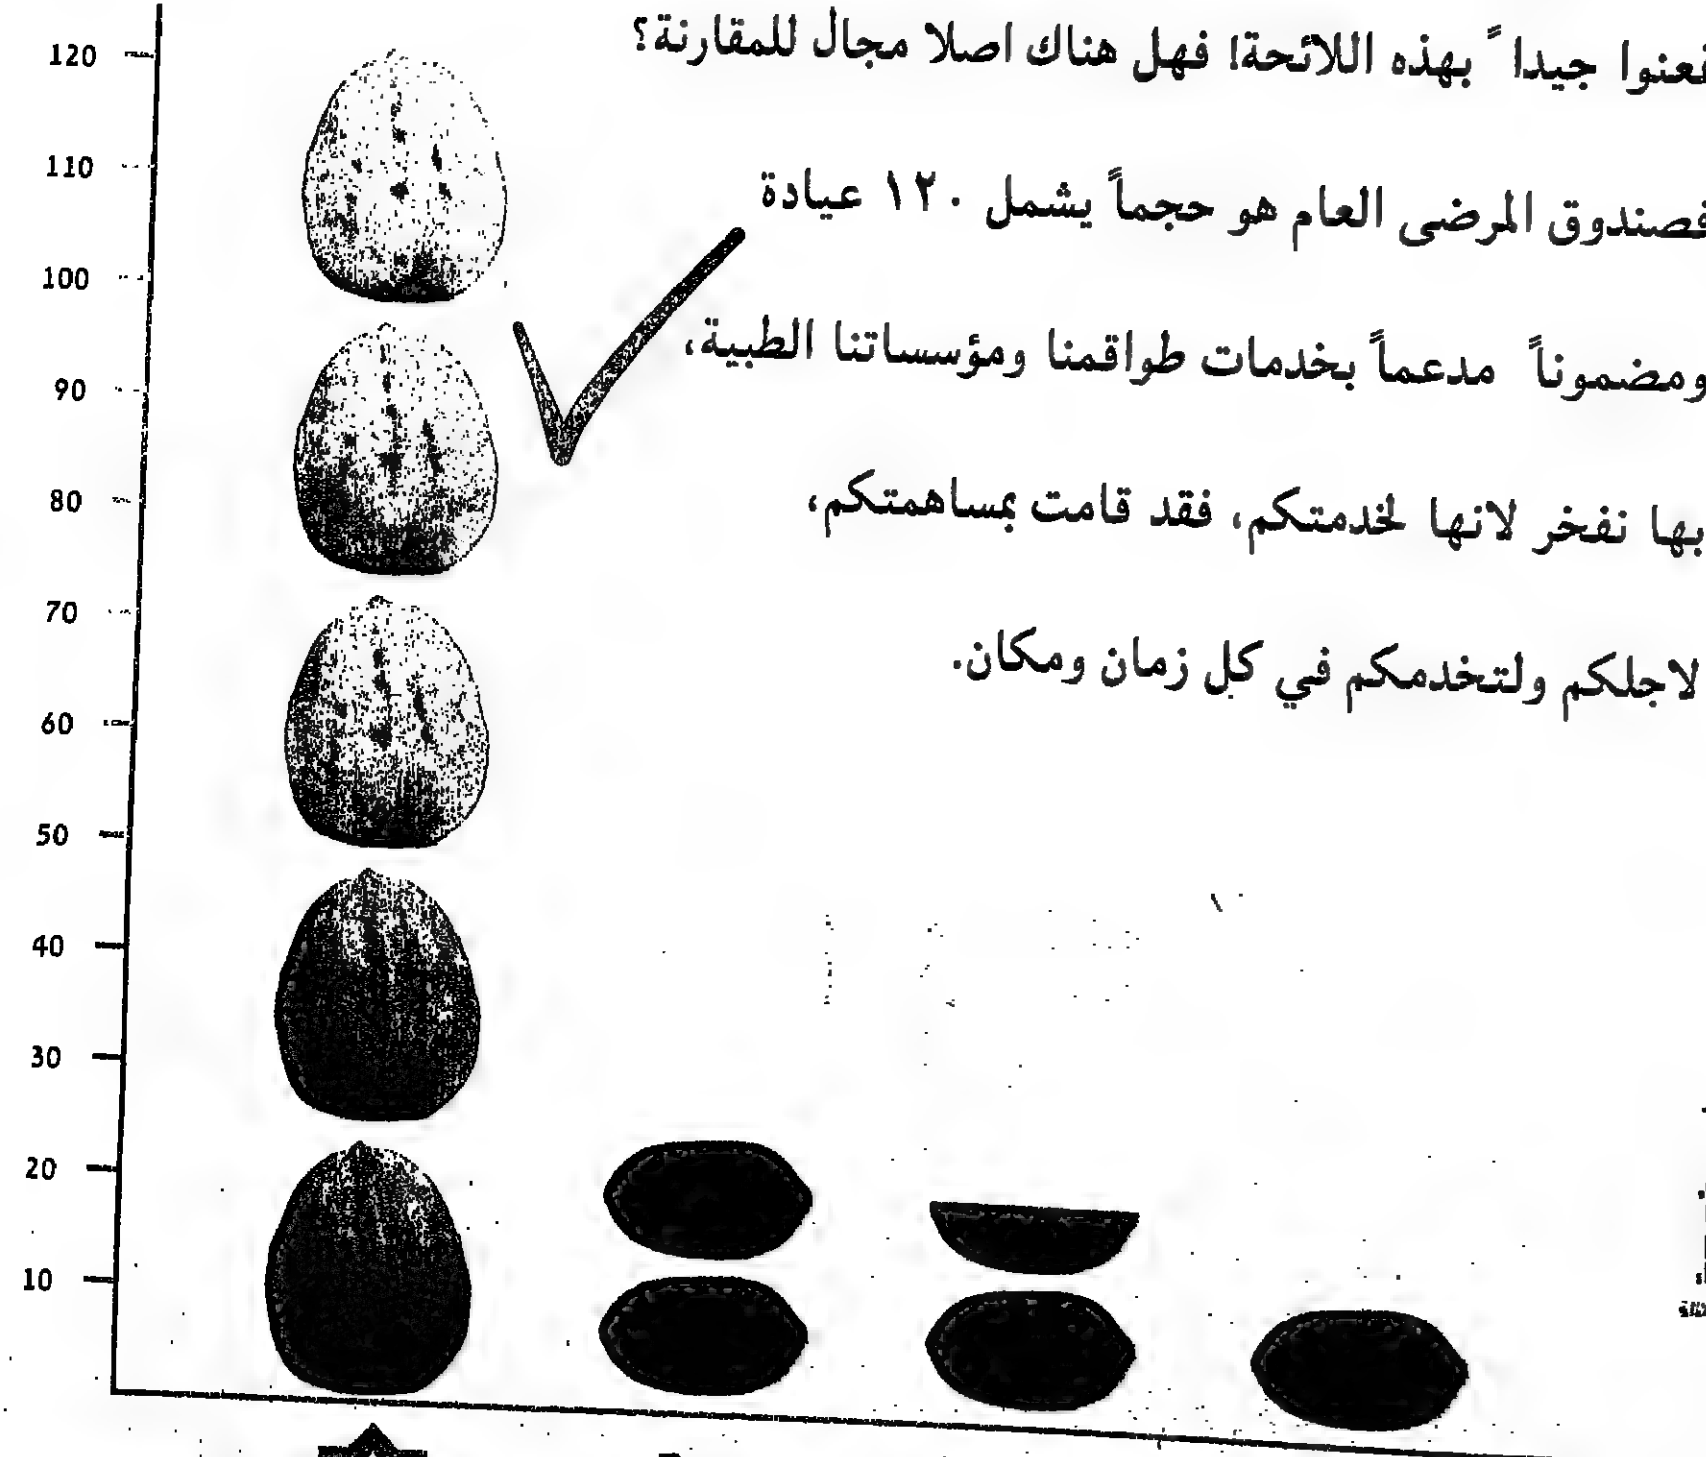 نعنوا جيداً بهذه اللائحة! فهل هناك اصلا مجال للمقارنة؟
فصندوق المرضى العام هو حجماً يشمل ١٢٠ عيادة
ومضموناً مدعماً بخدمات طواقمنا ومؤسساتنا الطبية،
بها نفخر لانها لخدمتكم، فقد قامت بمساهمتكم،
لاجلكم ولتخدمكم في كل زمان ومكان.
120
110
100
90
80
70
60
50
40
30
20
10